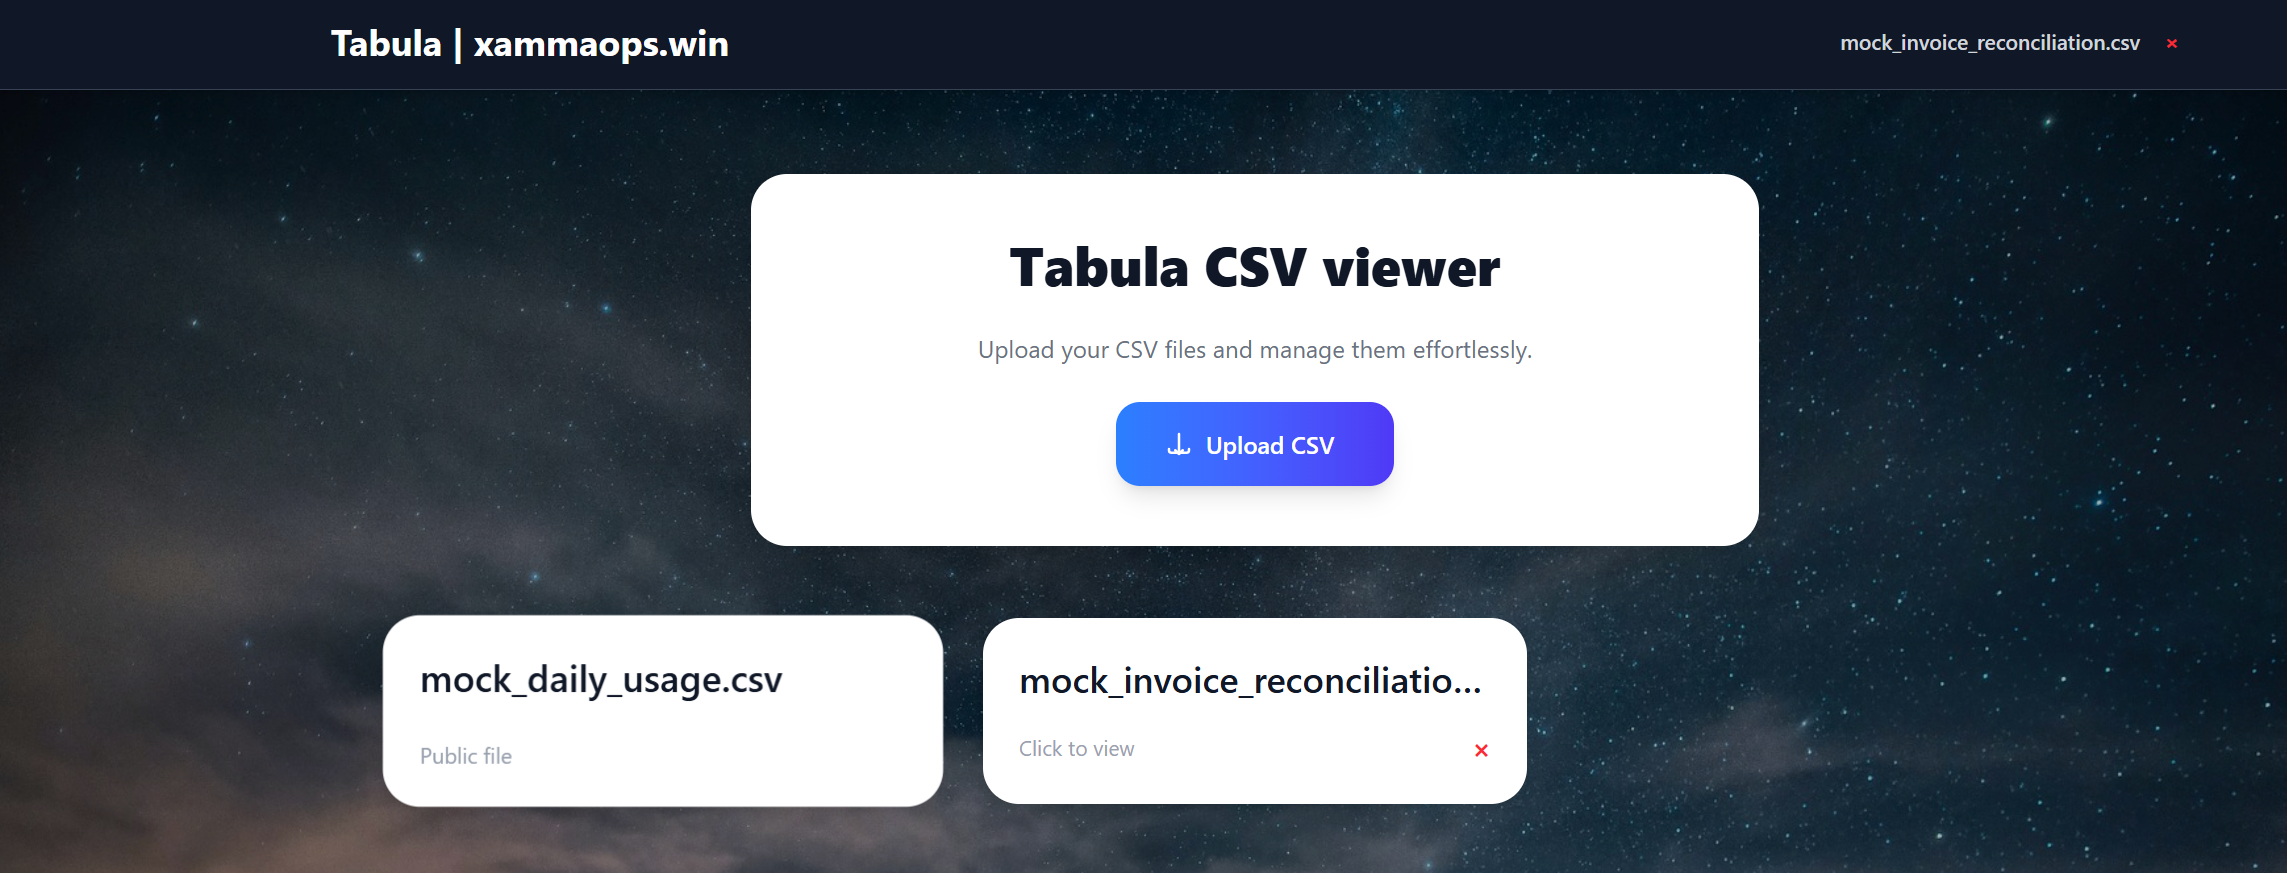 Tabula | xammaops.win
mock_invoice_reconciliation.csv ×
Tabula CSV viewer
Upload your CSV files and manage them effortlessly.
Upload CSV
mock_daily_usage.csv
Public file
mock_invoice_reconciliatio...
Click to view ×